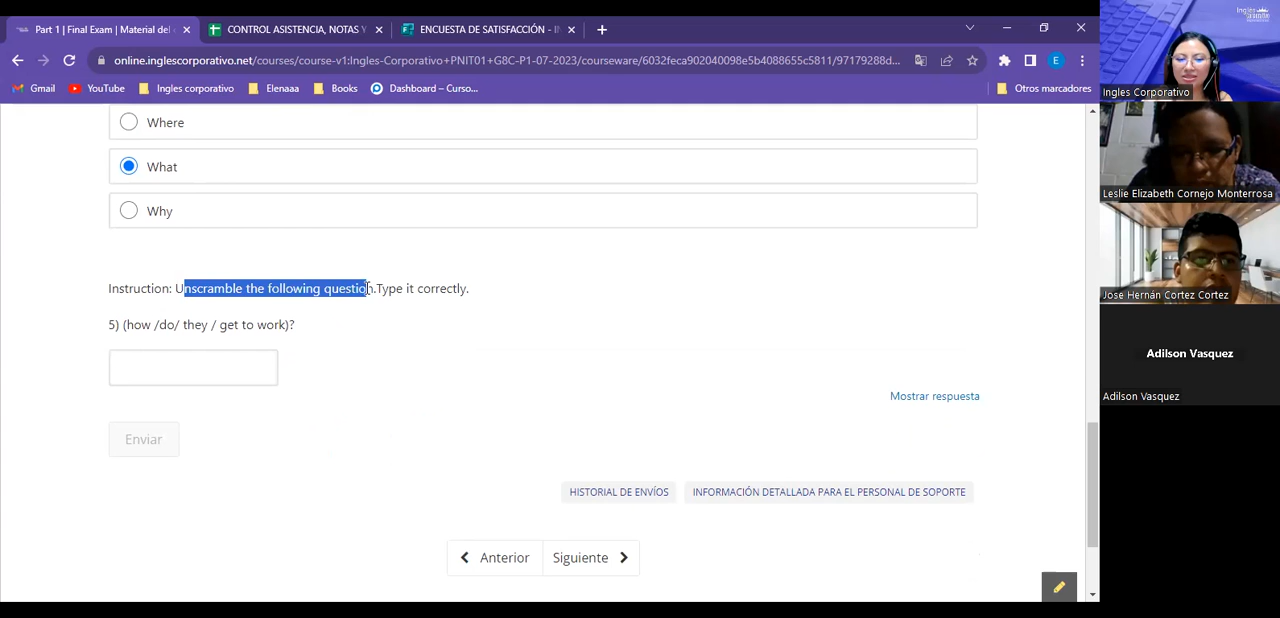 Part 1 | Final Exam | Material del
CONTROL ASISTENCIA, NOTAS Y
ENCUESTA DE SATISFACCIÓN - I
online.inglescorporativo.net/courses/course-v1:Ingles-Corporativo+PNIT01+G8C-P1-07-2023/courseware/6032feca902040098e5b4088655c5811/97179288d...
E
Gmail
YouTube
Ingles corporativo
Elenaaa
Books
Dashboard – Curso...
Otros marcadores
Where
What
Why
Instruction: Unscramble the following question.Type it correctly.
5) (how /do/ they / get to work)?
Mostrar respuesta
Enviar
HISTORIAL DE ENVÍOS
INFORMACIÓN DETALLADA PARA EL PERSONAL DE SOPORTE
Anterior
Siguiente
Ingles
Ingles Corporativo
Leslie Elizabeth Cornejo Monterrosa
Jose Hernán Cortez Cortez
Adilson Vasquez
Adilson Vasquez